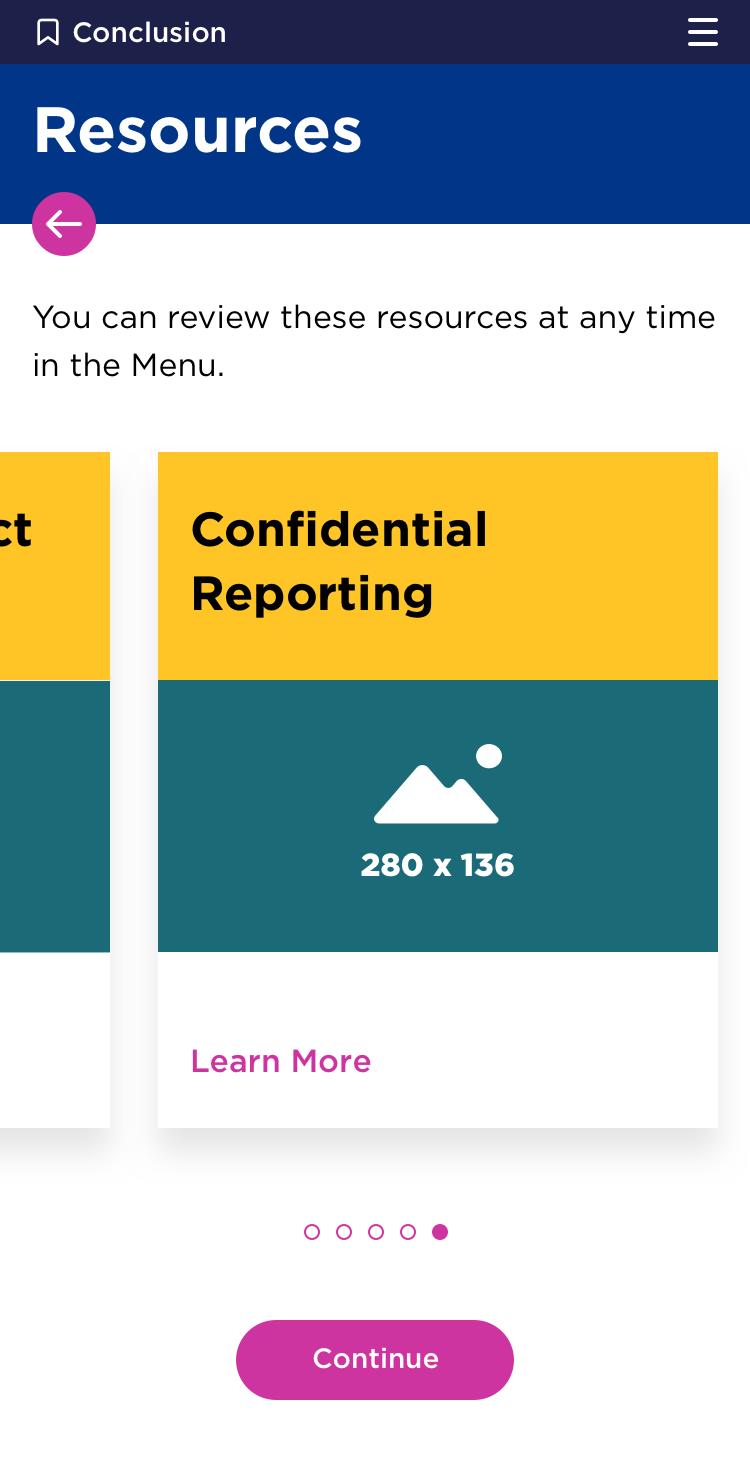 Conclusion
Resources
You can review these resources at any time
in the Menu.
ct
Confidential
Reporting
280 x 136
Learn More
Continue